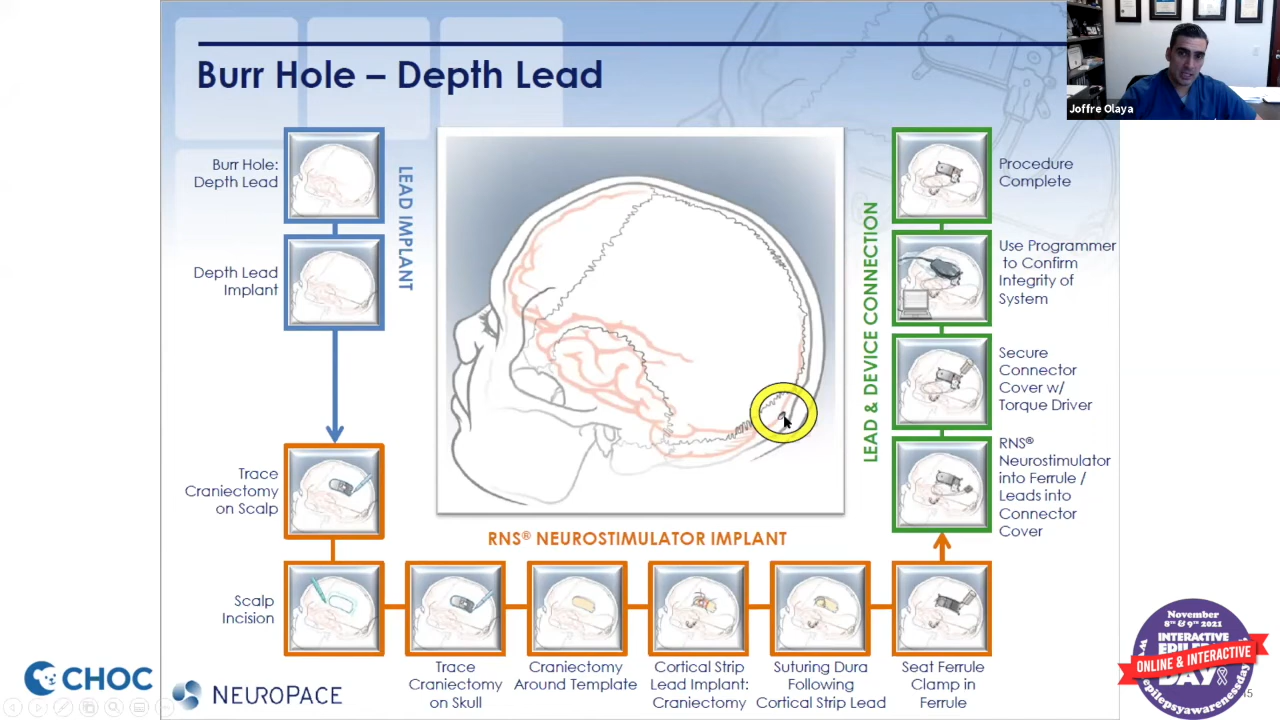 Burr Hole – Depth Lead
Joffre Olaya
Burr Hole:
Depth Lead
Depth Lead
Implant
LEAD IMPLANT
Trace
Craniectomy
on Scalp
Scalp
Incision
RNS® NEUROSTIMULATOR IMPLANT
Trace
Craniectomy
on Skull
Craniectomy
Around Template
Cortical Strip
Lead Implant:
Craniectomy
Suturing Dura
Following
Cortical Strip Lead
Seat Ferrule
Clamp in
Ferrule
LEAD & DEVICE CONNECTION
Procedure
Complete
Use Programmer
to Confirm
Integrity of
System
Secure
Connector
Cover w/
Torque Driver
RNS®
Neurostimulator
into Ferrule /
Leads into
Connector
Cover
CHOC
NEUROPACE
November
8th & 9th 2021
INTERACTIVE
ONLINE & INTERACTIVE
DAY
epilepsyawarenessday